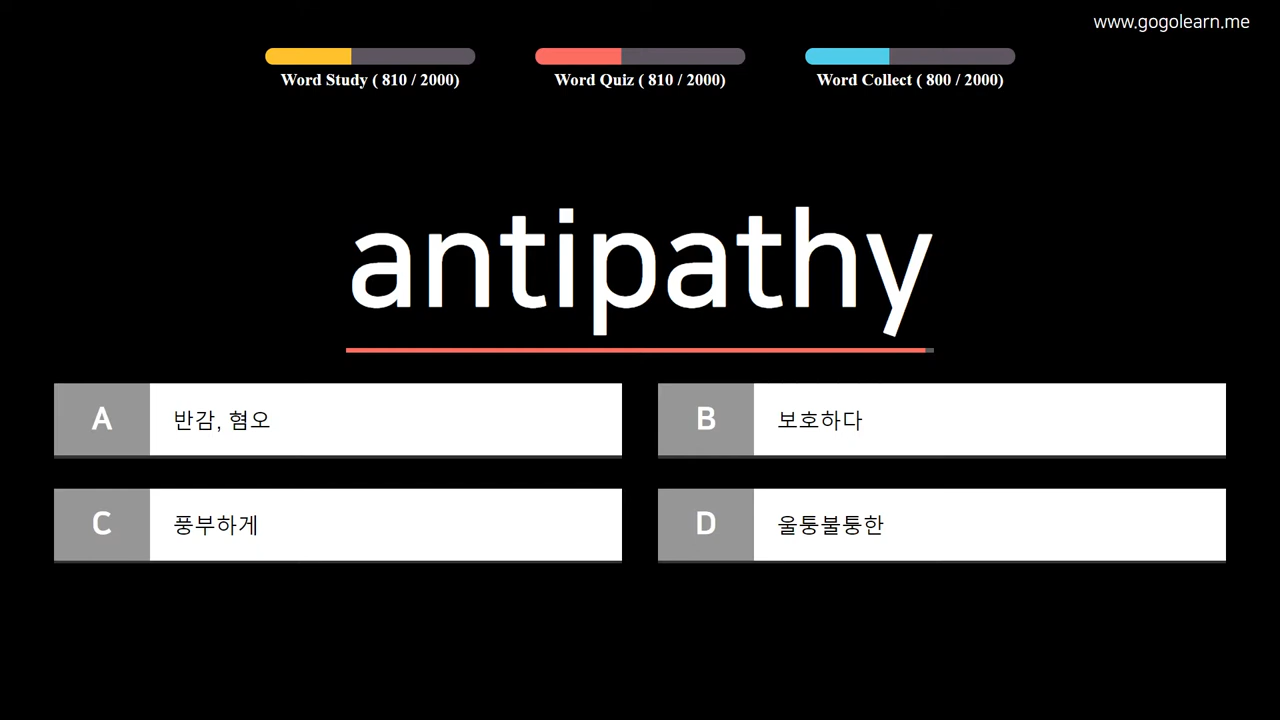 www.gogolearn.me
Word Study ( 810 / 2000)
Word Quiz ( 810 / 2000)
Word Collect ( 800 / 2000)
antipathy
A 반감, 혐오
B 보호하다
C 풍부하게
D 울퉁불퉁한